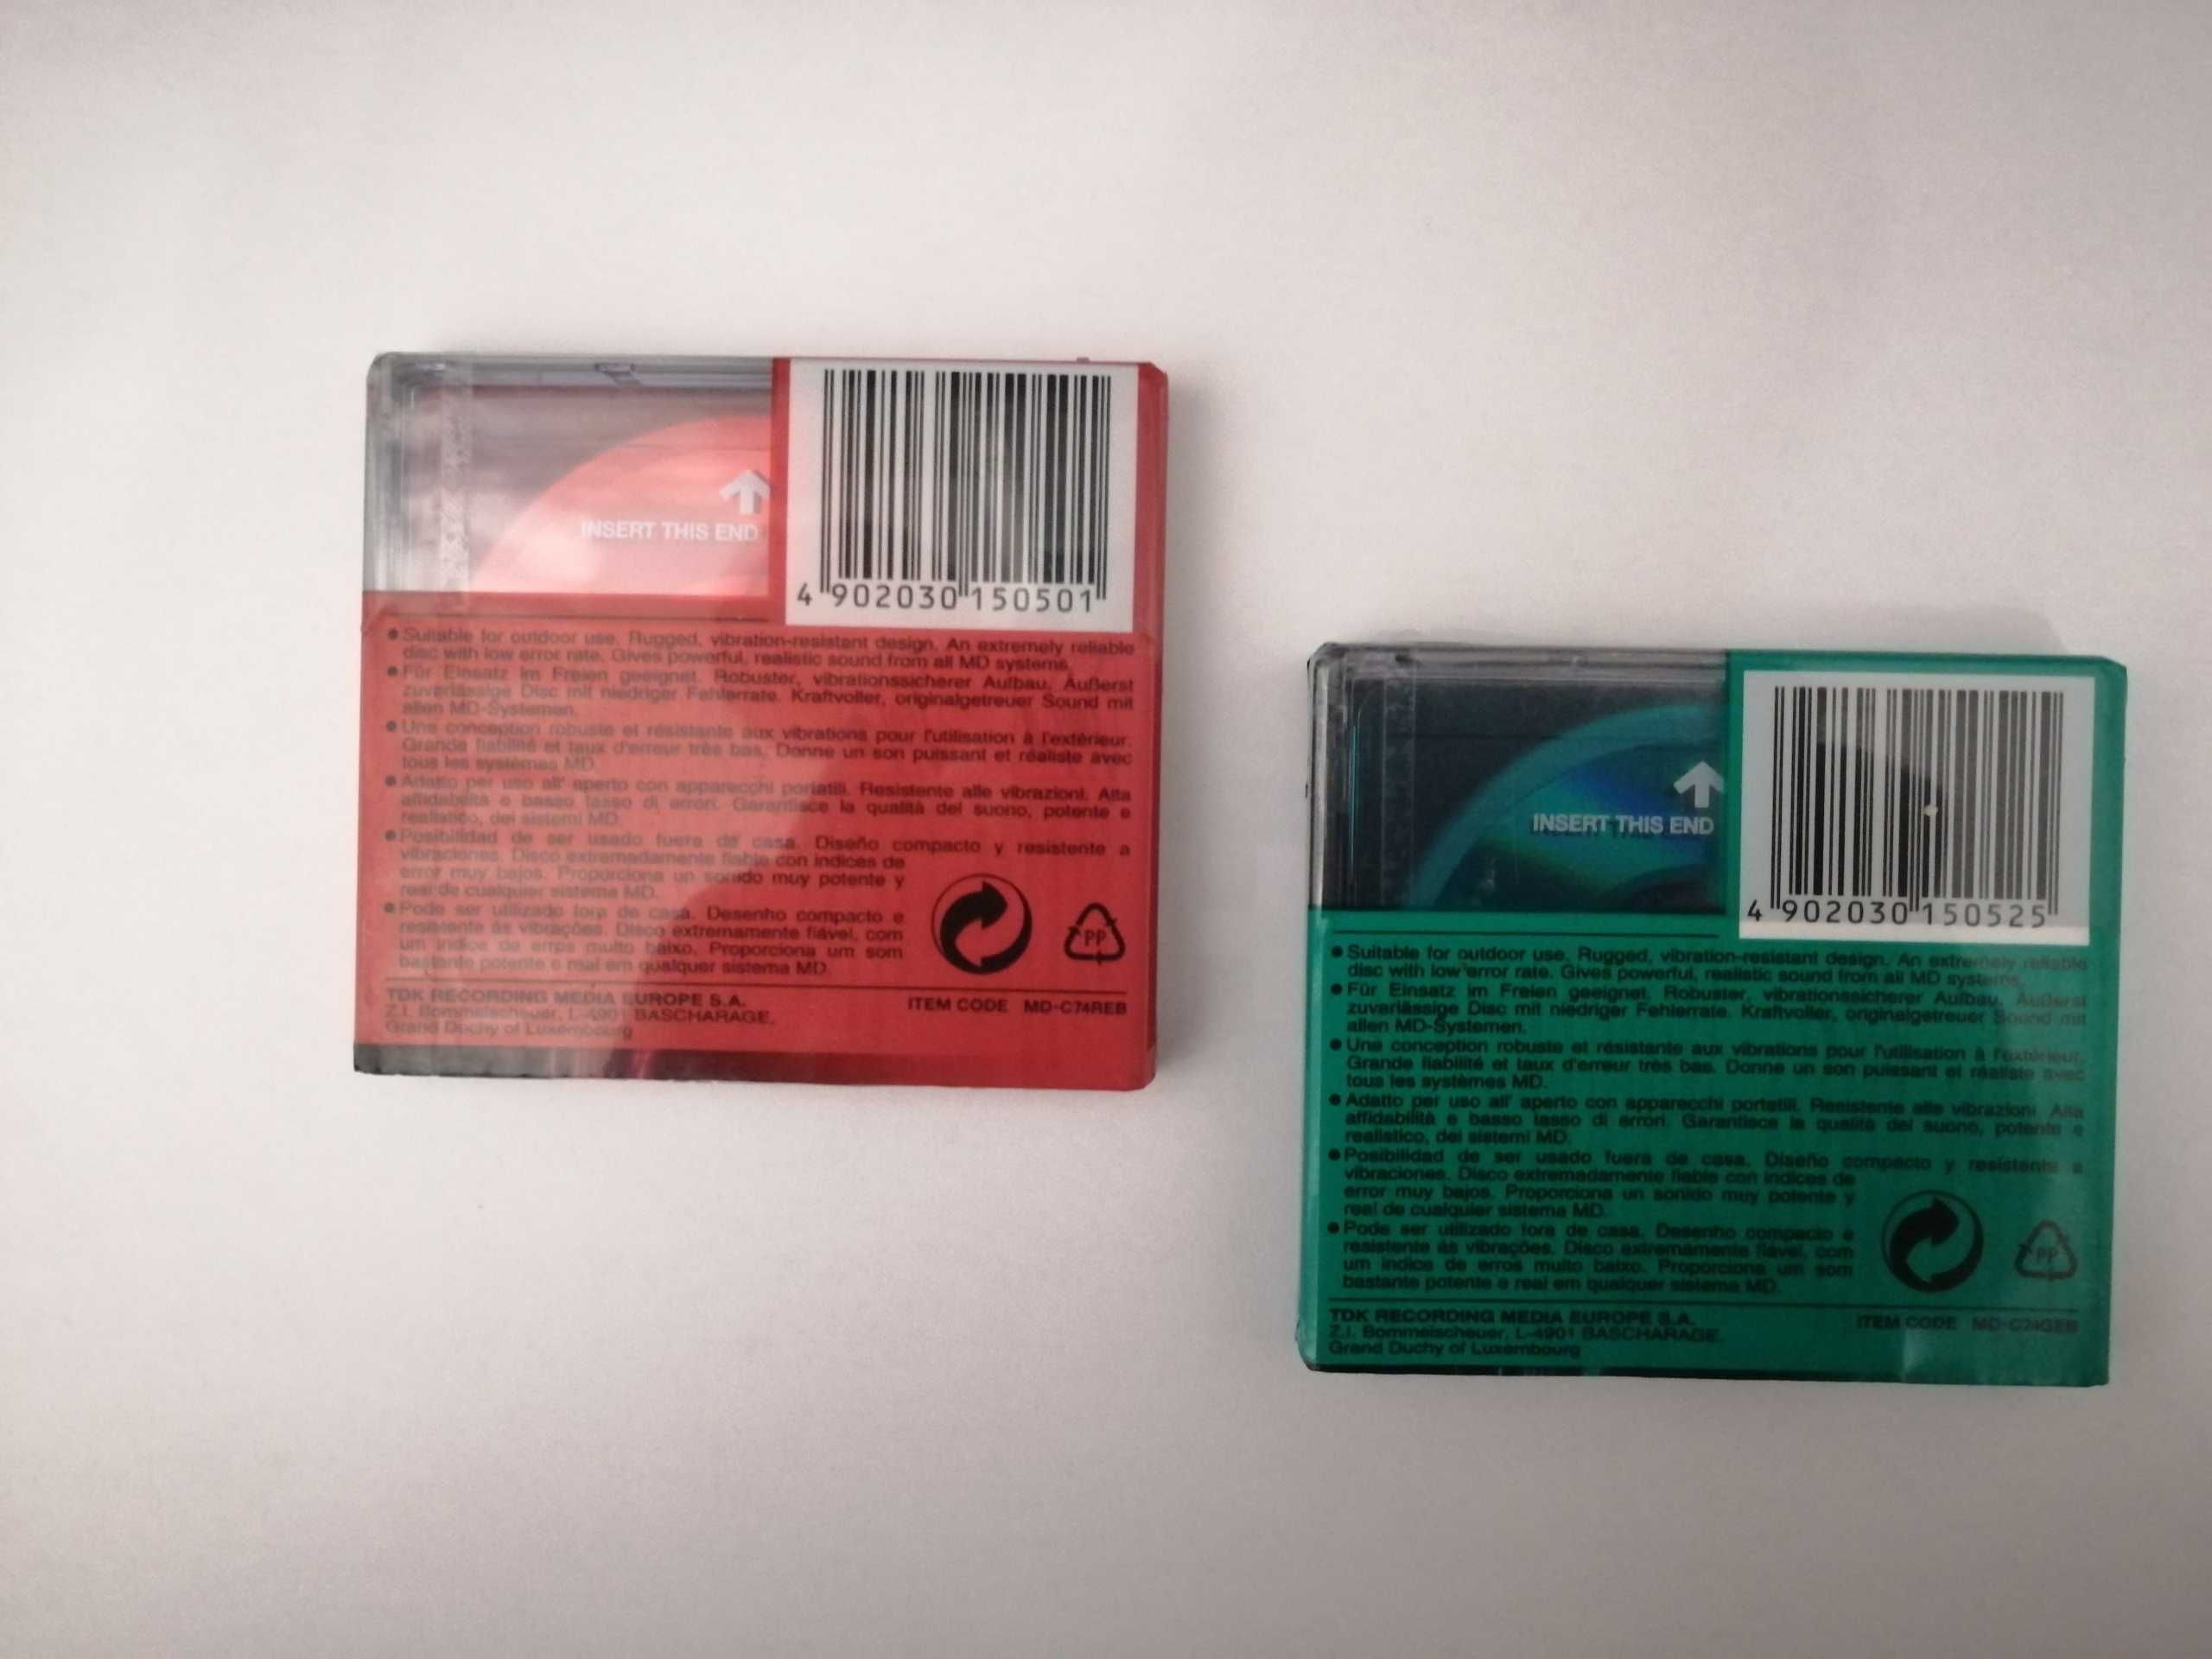 INSERT THIS END
4 902030 150501
● Suitable for outdoor use. Rugged, vibration-resistant design. An extremely reliable
disc with low error rate. Gives powerful, realistic sound from all MD systems.
● Für Einsatz im Freien geeignet. Robuster, vibrationssicherer Aufbau. Äußerst
zuverlässige Disc mit niedriger Fehlerrate. Kraftvoller, originalgetreuer Sound mit
allen MD-Systemen.
● Une conception robuste et résistante aux vibrations pour l'utilisation à l'extérieur.
Grande fiabilité et taux d'erreur très bas. Donne un son puissant et réaliste avec
tous les systèmes MD.
● Adatto per uso all' aperto con apparecchi portatili. Resistente alle vibrazioni. Alta
affidabilità e basso tasso di errori. Garantisce la qualità del suono, potente e
realistico, dei sistemi MD.
● Posibilidad de ser usado fuera de casa. Diseño compacto y resistente a
vibraciones. Disco extremadamente fiable con indices de
error muy bajos. Proporciona un sonido muy potente y
real de cualquier sistema MD.
● Pode ser utilizado fora de casa. Desenho compacto e
resistente ás vibrações. Disco extremamente fiável, com
um indice de erros muito baixo. Proporciona um som
bastante potente e real em qualquer sistema MD.
PP
TDK RECORDING MEDIA EUROPE S.A.
Z.I. Bommelscheuer, L-4901 BASCHARAGE,
Grand Duchy of Luxembourg
ITEM CODE MD-C74REB
INSERT THIS END
4 902030 150525
● Suitable for outdoor use. Rugged, vibration-resistant design. An extremely reliable
disc with low error rate. Gives powerful, realistic sound from all MD systems.
● Für Einsatz im Freien geeignet. Robuster, vibrationssicherer Aufbau. Äußerst
zuverlässige Disc mit niedriger Fehlerrate. Kraftvoller, originalgetreuer Sound mit
allen MD-Systemen.
● Une conception robuste et résistante aux vibrations pour l'utilisation à l'extérieur.
Grande fiabilité et taux d'erreur très bas. Donne un son puissant et réaliste avec
tous les systèmes MD.
● Adatto per uso all' aperto con apparecchi portatili. Resistente alle vibrazioni. Alta
affidabilità e basso tasso di errori. Garantisce la qualità del suono, potente e
realistico, dei sistemi MD.
● Posibilidad de ser usado fuera de casa. Diseño compacto y resistente a
vibraciones. Disco extremadamente fiable con indices de
error muy bajos. Proporciona un sonido muy potente y
real de cualquier sistema MD.
● Pode ser utilizado fora de casa. Desenho compacto e
resistente ás vibrações. Disco extremamente fiável, com
um indice de erros muito baixo. Proporciona um som
bastante potente e real em qualquer sistema MD.
PP
TDK RECORDING MEDIA EUROPE S.A.
Z.I. Bommelscheuer, L-4901 BASCHARAGE,
Grand Duchy of Luxembourg
ITEM CODE MD-C74GEB